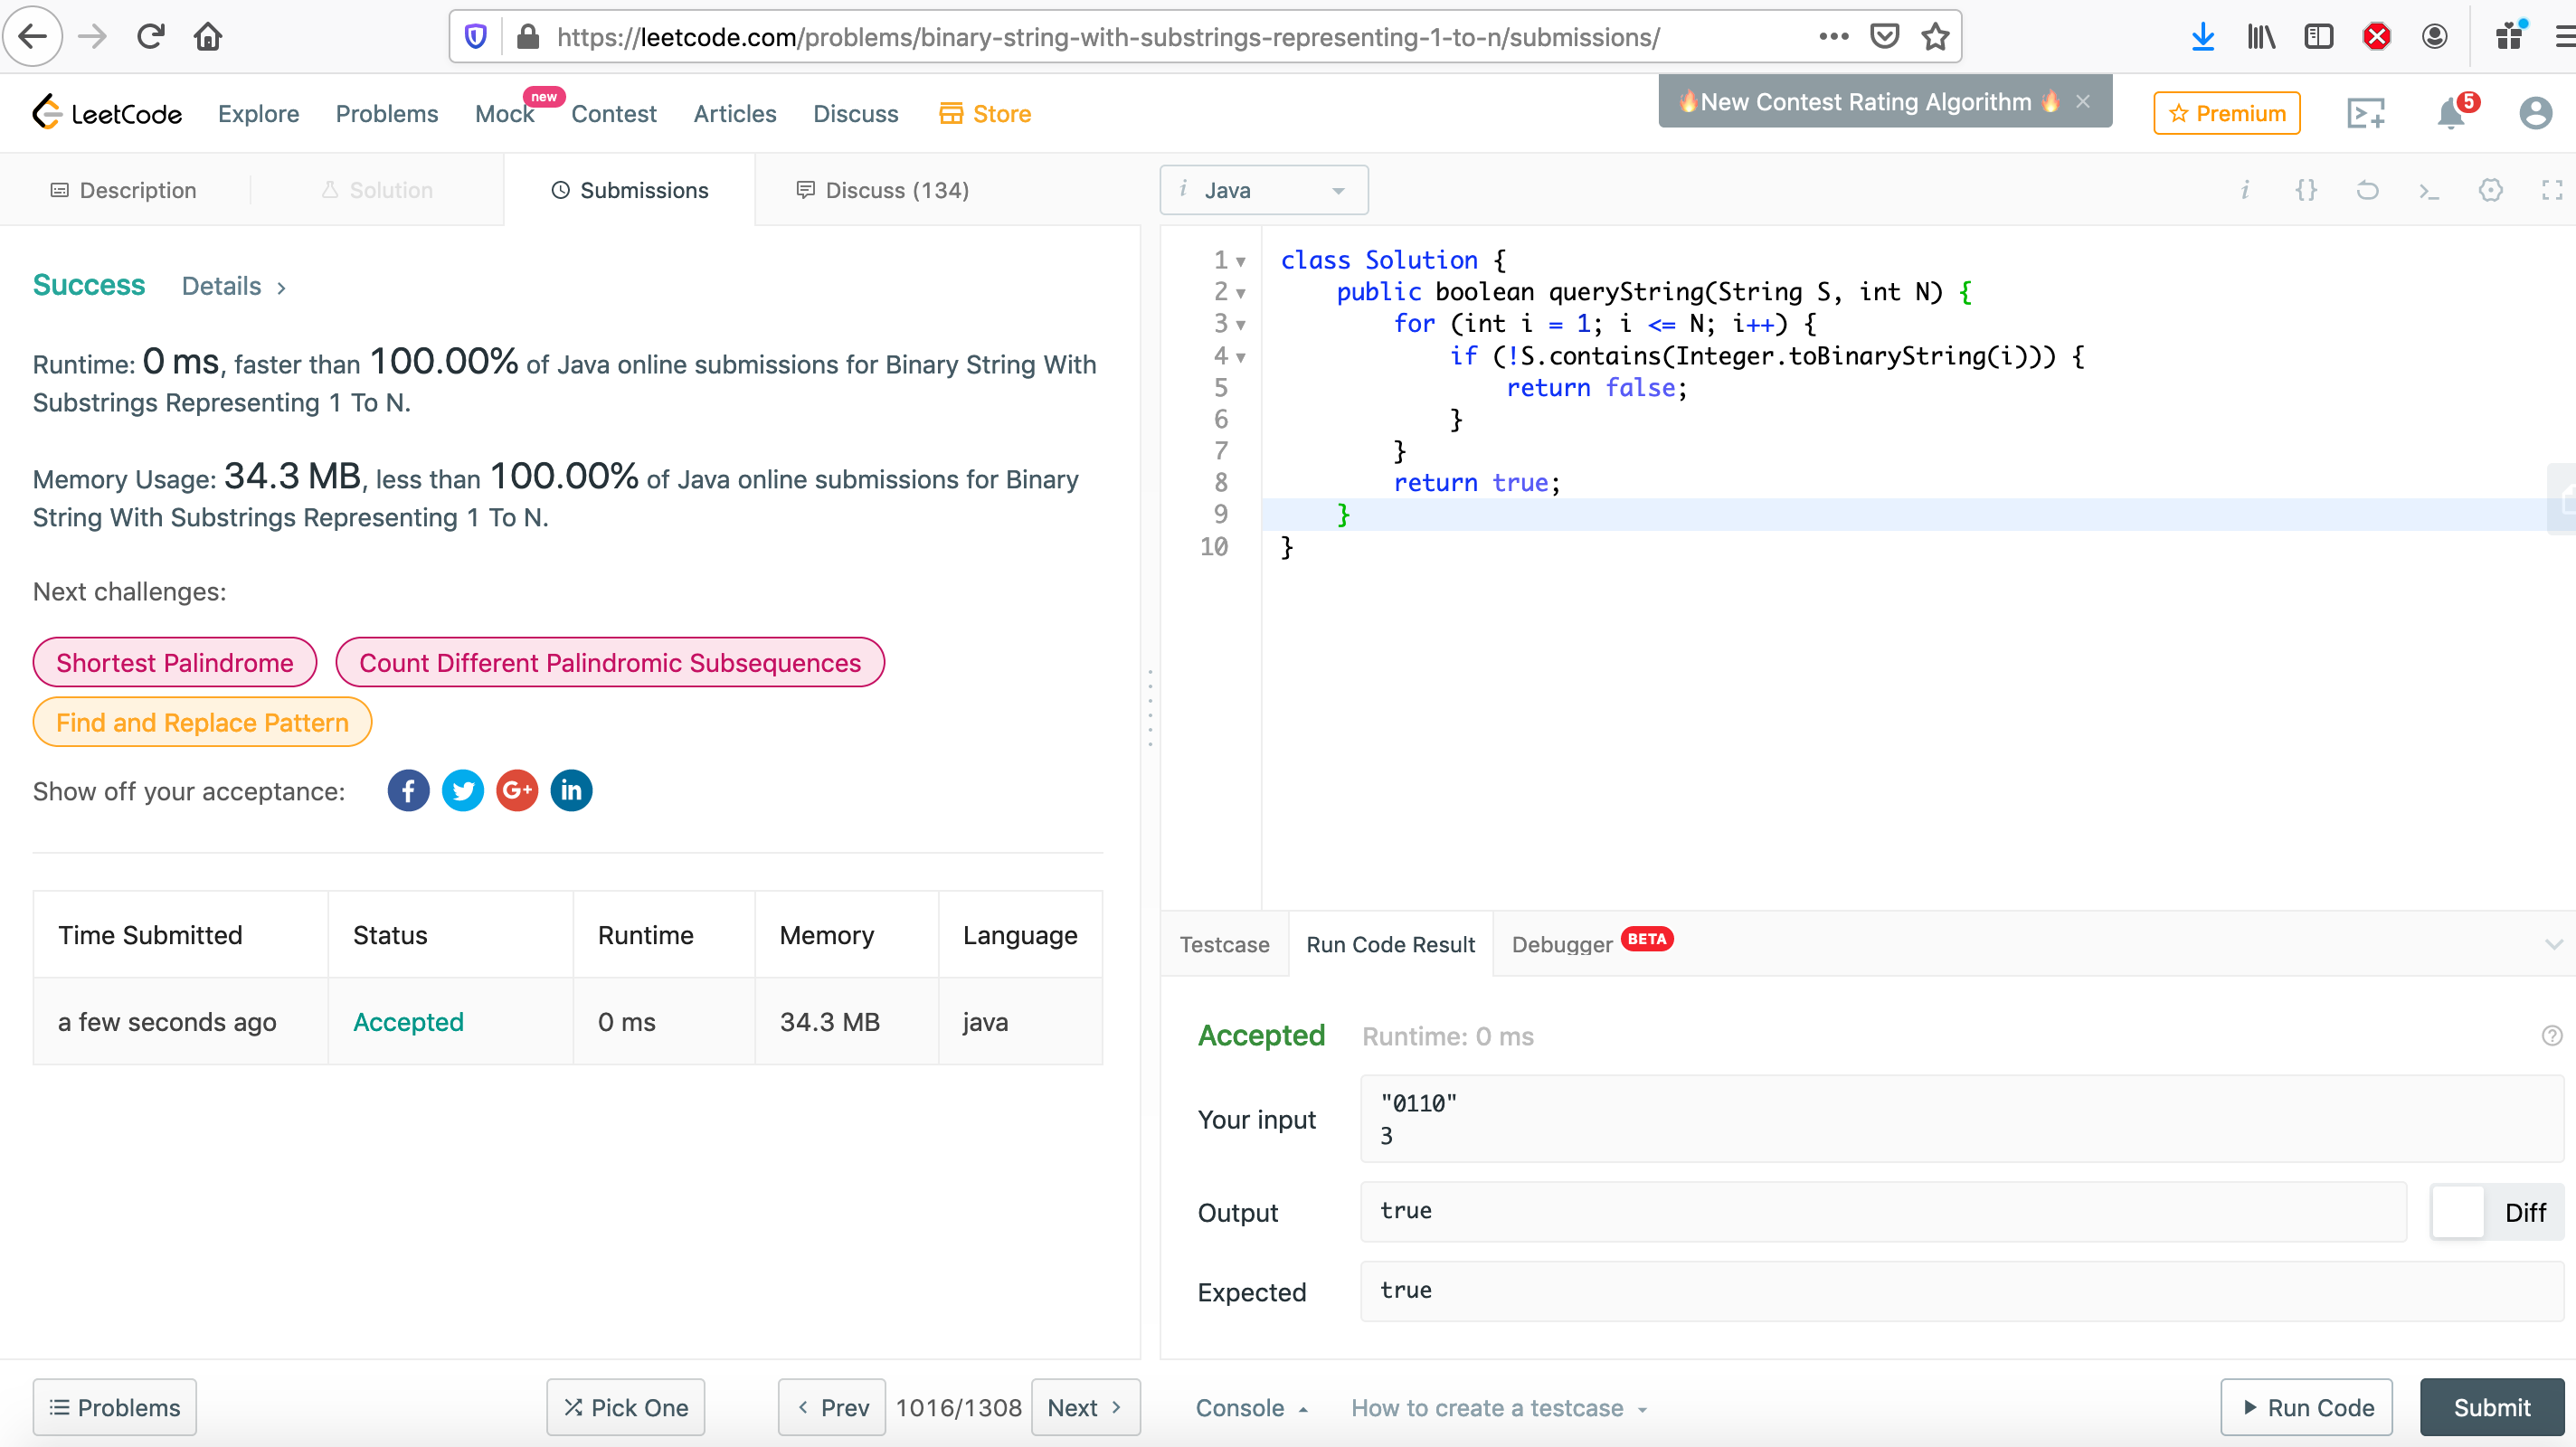 https://leetcode.com/problems/binary-string-with-substrings-representing-1-to-n/submissions/
LeetCode
Explore
Problems
Mock
new
Contest
Articles
Discuss
Store
🔥New Contest Rating Algorithm 🔥 ×
Premium
5
Description
Solution
Submissions
Discuss (134)
i Java
i {}
Success Details >
Runtime: 0 ms, faster than 100.00% of Java online submissions for Binary String With
Substrings Representing 1 To N.
Memory Usage: 34.3 MB, less than 100.00% of Java online submissions for Binary
String With Substrings Representing 1 To N.
Next challenges:
Shortest Palindrome
Count Different Palindromic Subsequences
Find and Replace Pattern
Show off your acceptance:
f
G+
in
Time Submitted Status Runtime Memory Language
a few seconds ago Accepted 0 ms 34.3 MB java
Problems
Pick One
< Prev
1016/1308
Next >
1 class Solution {
2     public boolean queryString(String S, int N) {
3         for (int i = 1; i <= N; i++) {
4             if (!S.contains(Integer.toBinaryString(i))) {
5                 return false;
6             }
7         }
8         return true;
9     }
10 }
Testcase
Run Code Result
Debugger BETA
Accepted Runtime: 0 ms
?
Your input
"0110"
3
Output
true
Diff
Expected
true
Console
How to create a testcase
Run Code
Submit